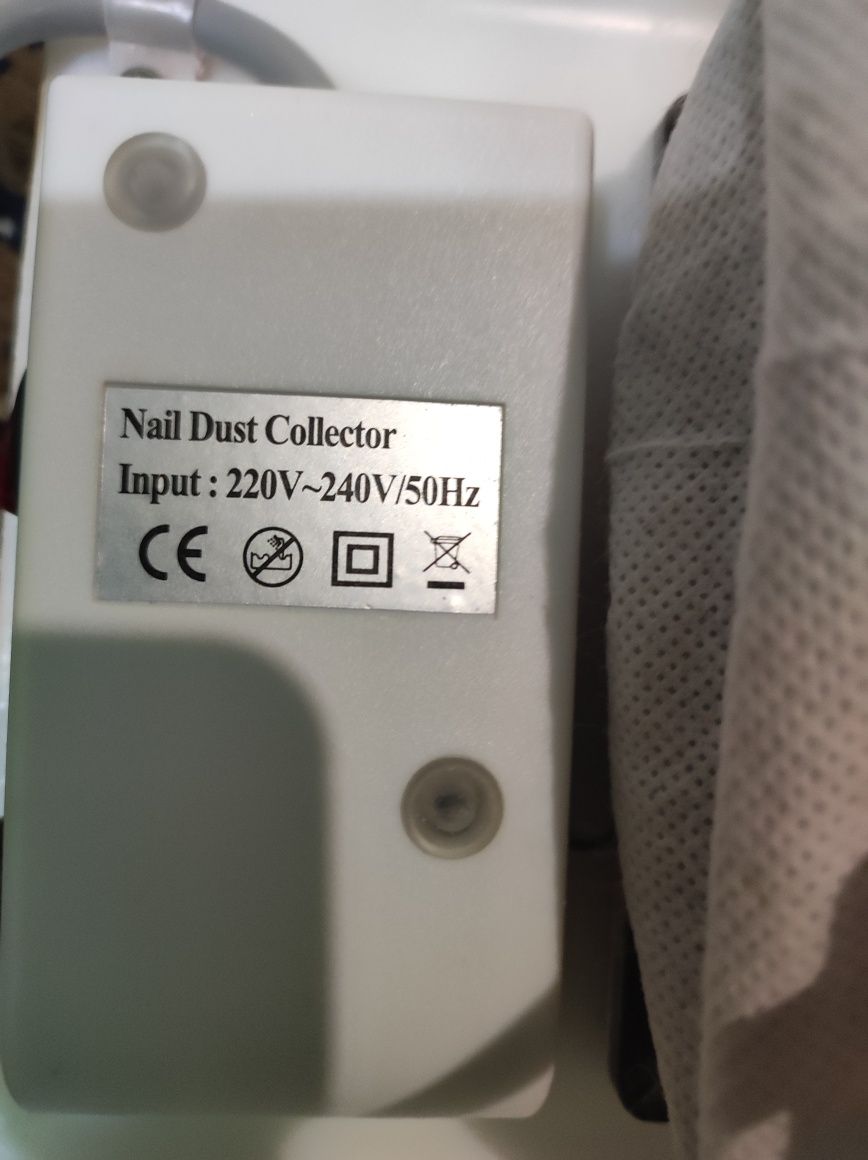 Nail Dust Collector
Input : 220V~240V/50Hz
CE